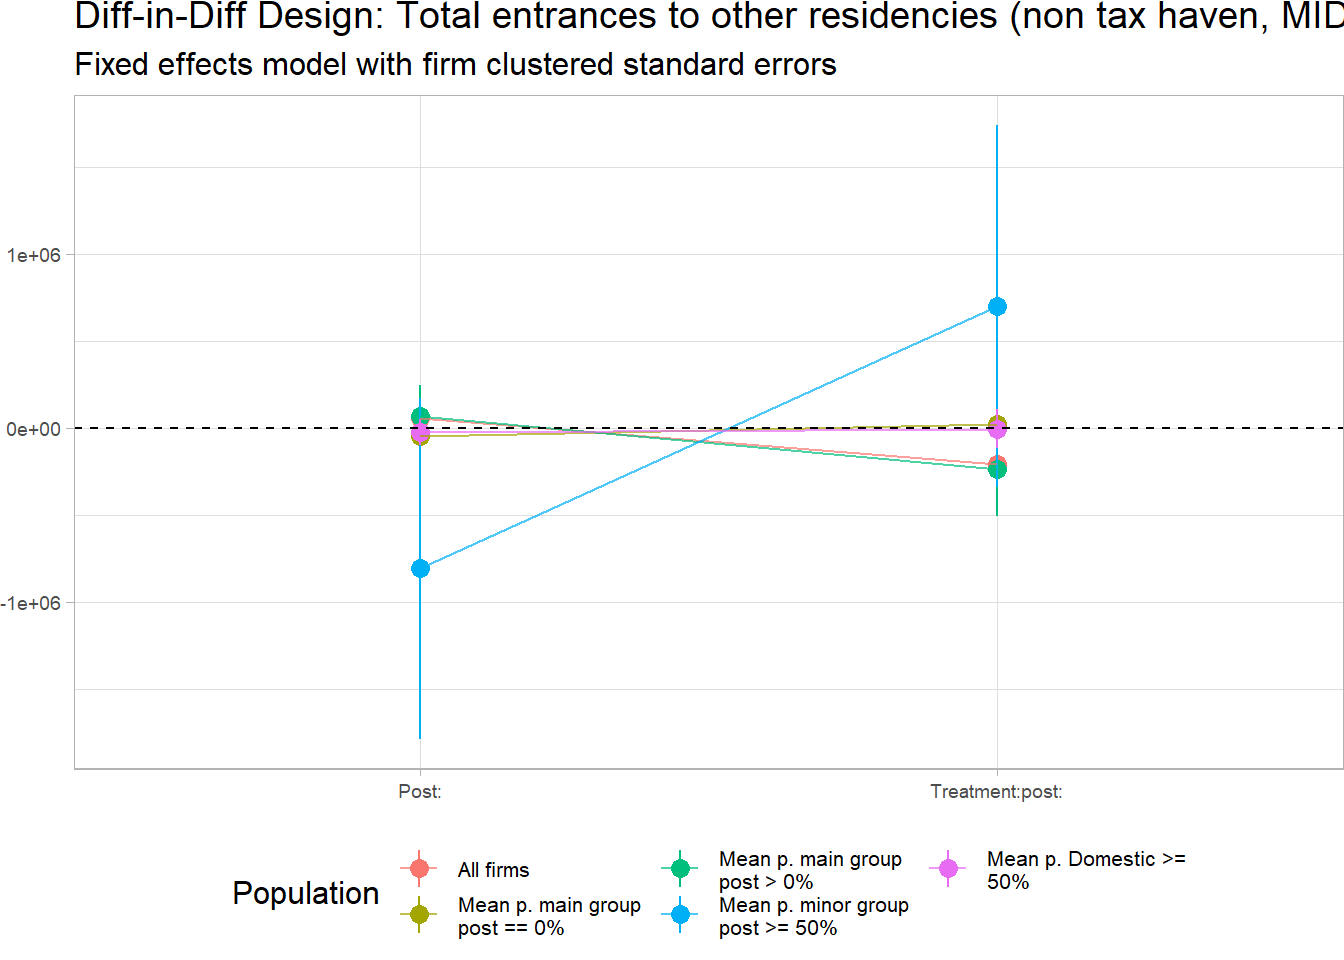 Diff-in-Diff Design: Total entrances to other residencies (non tax haven, MID
Fixed effects model with firm clustered standard errors
1e+06
0e+00
-1e+06
Post:
Treatment:post:
Population
All firms
Mean p. main group
post == 0%
Mean p. main group
post > 0%
Mean p. minor group
post >= 50%
Mean p. Domestic >=
50%